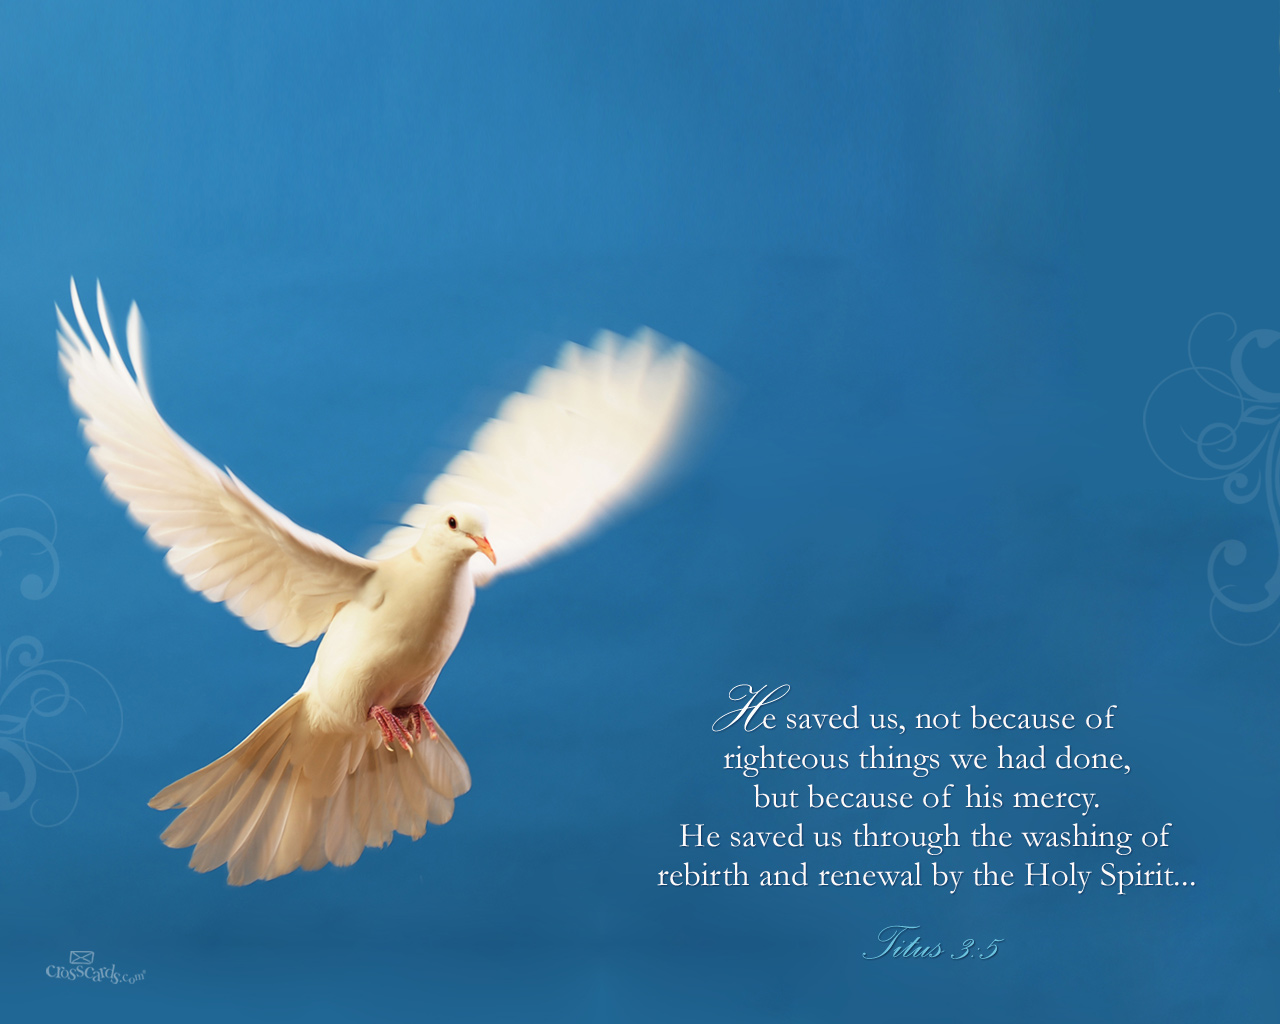 He saved us, not because of
righteous things we had done,
but because of his mercy.
He saved us through the washing of
rebirth and renewal by the Holy Spirit...
Titus 3:5
crosscards.com